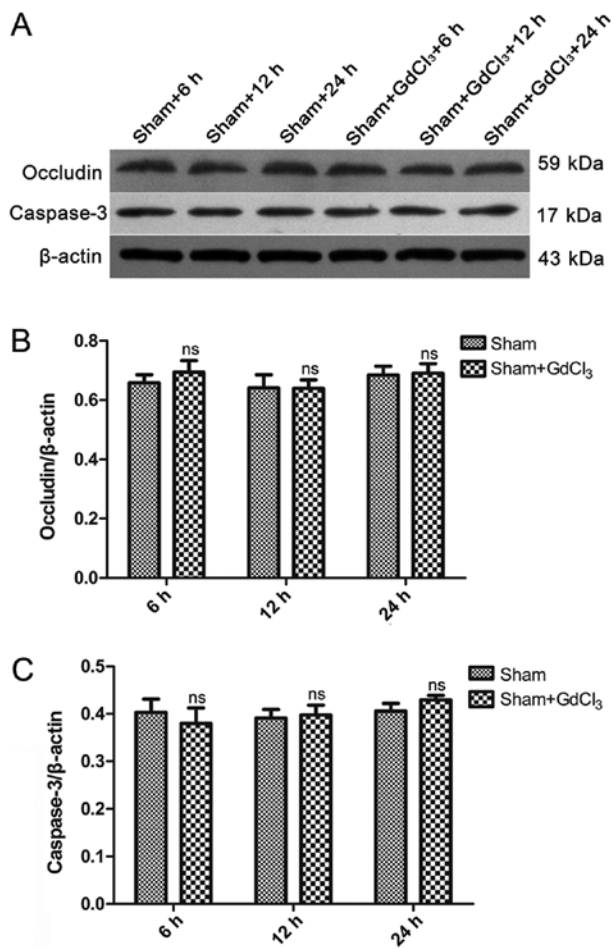 A
Sham+6 h
Sham+12 h
Sham+24 h
Sham+GdCl₃+6 h
Sham+GdCl₃+12 h
Sham+GdCl₃+24 h
Occludin 59 kDa
Caspase-3 17 kDa
β-actin 43 kDa
B
Occludin/β-actin
0.8
0.6
0.4
0.2
0.0
ns
ns
ns
6 h
12 h
24 h
Sham
Sham+GdCl₃
C
Caspase-3/β-actin
0.5
0.4
0.3
0.2
0.1
0.0
ns
ns
ns
6 h
12 h
24 h
Sham
Sham+GdCl₃